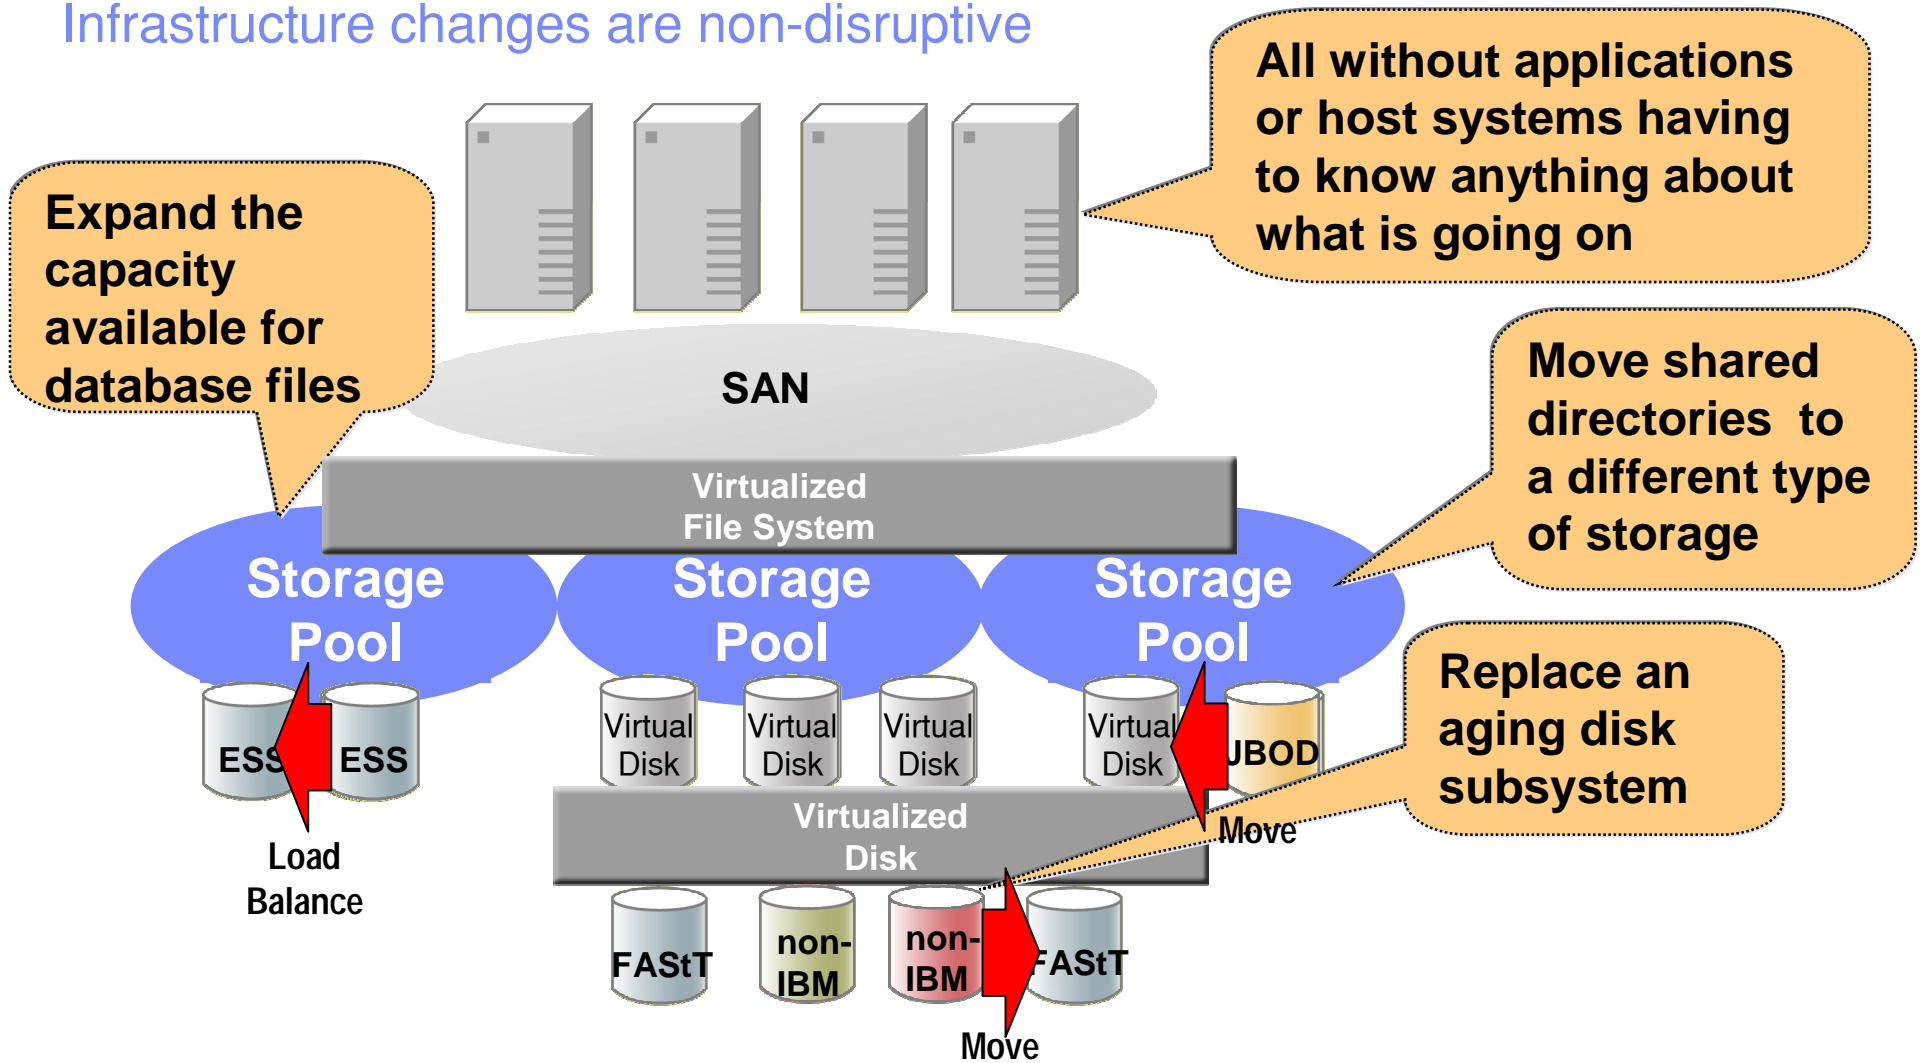 Infrastructure changes are non-disruptive
All without applications
or host systems having
to know anything about
what is going on
Expand the
capacity
available for
database files
SAN
Move shared
directories to
a different type
of storage
Virtualized
File System
Storage
Pool
Storage
Pool
Storage
Pool
Replace an
aging disk
subsystem
ESS
ESS
Virtual
Disk
Virtual
Disk
Virtual
Disk
Virtual
Disk
JBOD
Load
Balance
Virtualized
Disk
Move
FAStT
non-
IBM
non-
IBM
FAStT
Move